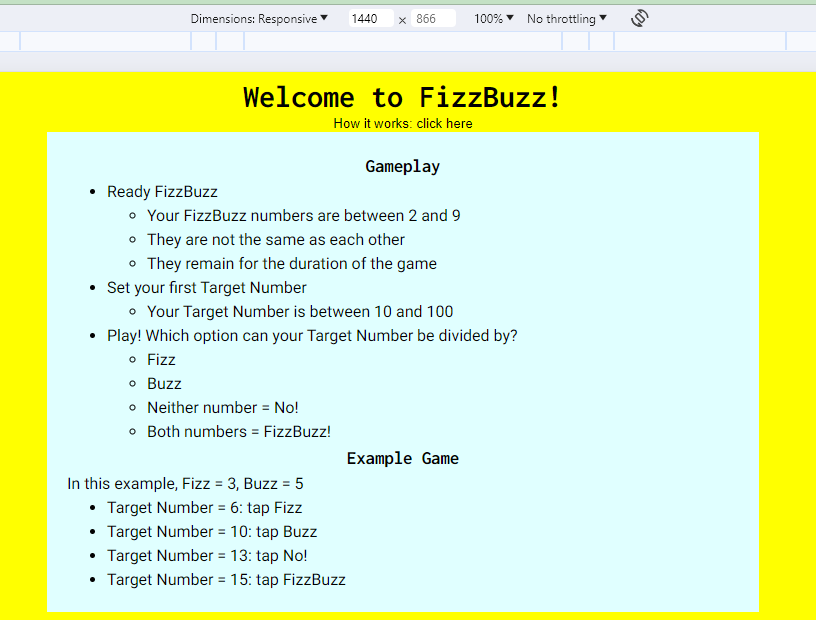 Dimensions: Responsive ▼ 1440 × 866 100% ▼ No throttling ▼
Welcome to FizzBuzz!
How it works: click here
Gameplay
• Ready FizzBuzz
◦ Your FizzBuzz numbers are between 2 and 9
◦ They are not the same as each other
◦ They remain for the duration of the game
• Set your first Target Number
◦ Your Target Number is between 10 and 100
• Play! Which option can your Target Number be divided by?
◦ Fizz
◦ Buzz
◦ Neither number = No!
◦ Both numbers = FizzBuzz!
Example Game
In this example, Fizz = 3, Buzz = 5
• Target Number = 6: tap Fizz
• Target Number = 10: tap Buzz
• Target Number = 13: tap No!
• Target Number = 15: tap FizzBuzz